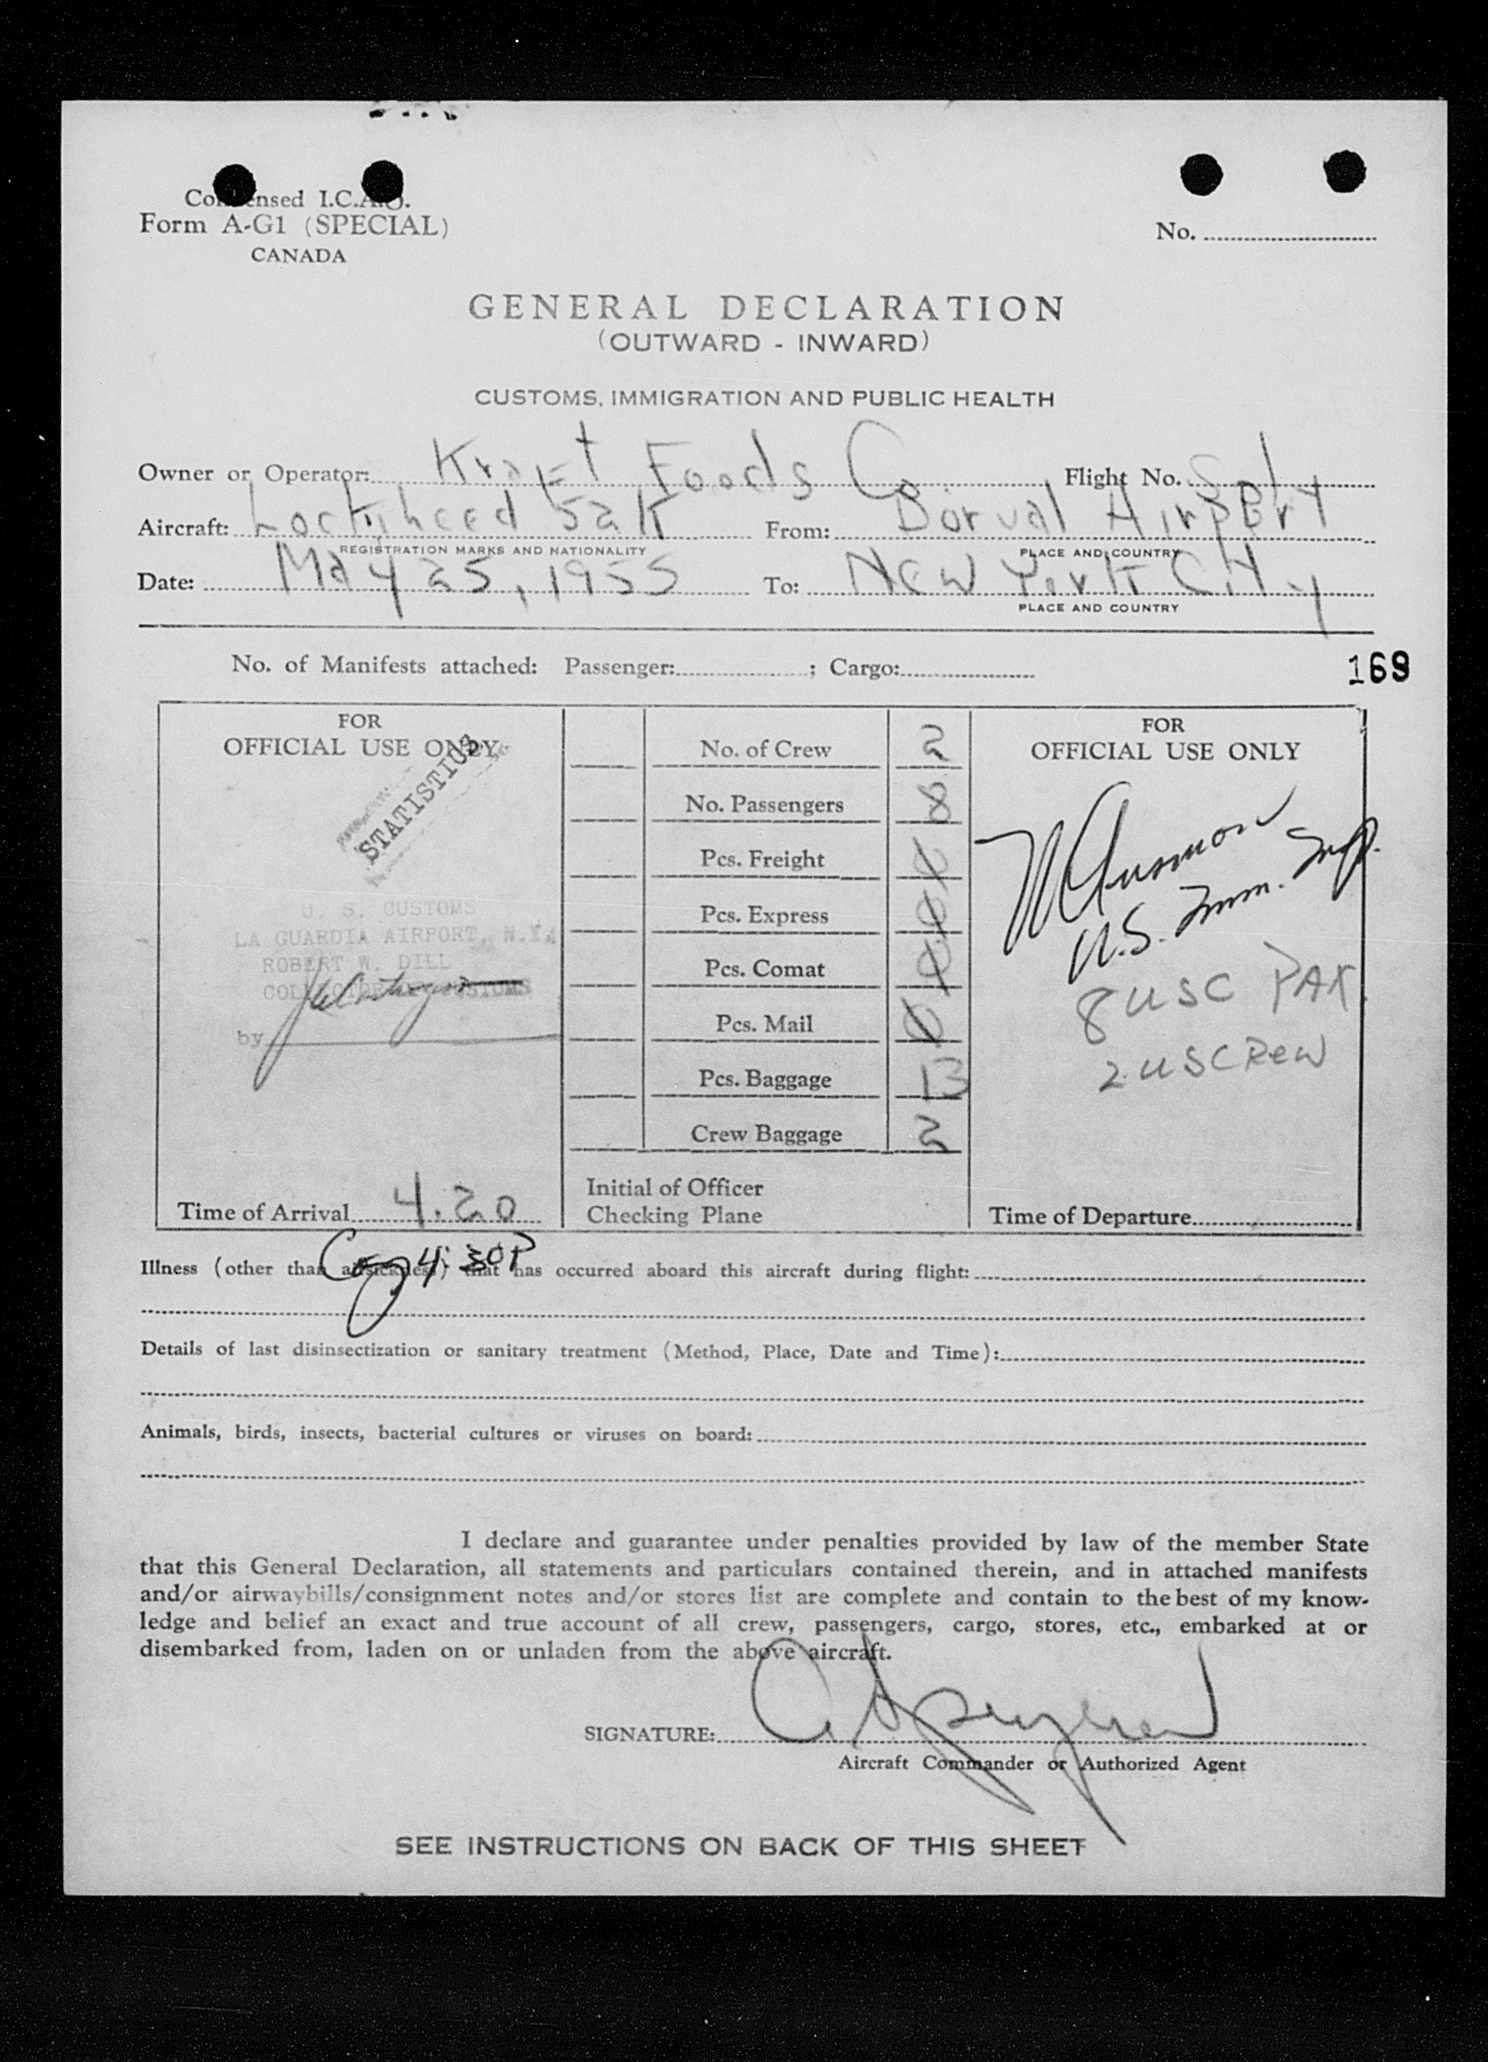 Condensed I.C.A.O.
Form A-G1 (SPECIAL)
CANADA
No.
GENERAL DECLARATION
(OUTWARD - INWARD)
CUSTOMS, IMMIGRATION AND PUBLIC HEALTH
Owner or Operator: Kraft Foods Co. Flight No.
Aircraft: Lockheed 52K From: Dorval Airport
REGISTRATION MARKS AND NATIONALITY PLACE AND COUNTRY
Date: May 25, 1955 To: New York City
PLACE AND COUNTRY
No. of Manifests attached: Passenger: ; Cargo:
169
FOR
OFFICIAL USE ONLY
STATISTICS
U. S. CUSTOMS
LA GUARDIA AIRPORT, N.Y.
ROBERT W. DILL
COLLECTOR OF CUSTOMS
by
Time of Arrival 4.20
No. of Crew 2
No. Passengers 8
Pcs. Freight 0
Pcs. Express 0
Pcs. Comat 0
Pcs. Mail 0
Pcs. Baggage 13
Crew Baggage 2
Initial of Officer
Checking Plane
FOR
OFFICIAL USE ONLY
U.S. Imm. Insp.
8 USC PAX
2 USCREW
Time of Departure
4:30P
Illness (other than airsickness) that has occurred aboard this aircraft during flight:
Details of last disinsectization or sanitary treatment (Method, Place, Date and Time):
Animals, birds, insects, bacterial cultures or viruses on board:
I declare and guarantee under penalties provided by law of the member State
that this General Declaration, all statements and particulars contained therein, and in attached manifests
and/or airwaybills/consignment notes and/or stores list are complete and contain to the best of my know-
ledge and belief an exact and true account of all crew, passengers, cargo, stores, etc., embarked at or
disembarked from, laden on or unladen from the above aircraft.
SIGNATURE:
Aircraft Commander or Authorized Agent
SEE INSTRUCTIONS ON BACK OF THIS SHEET